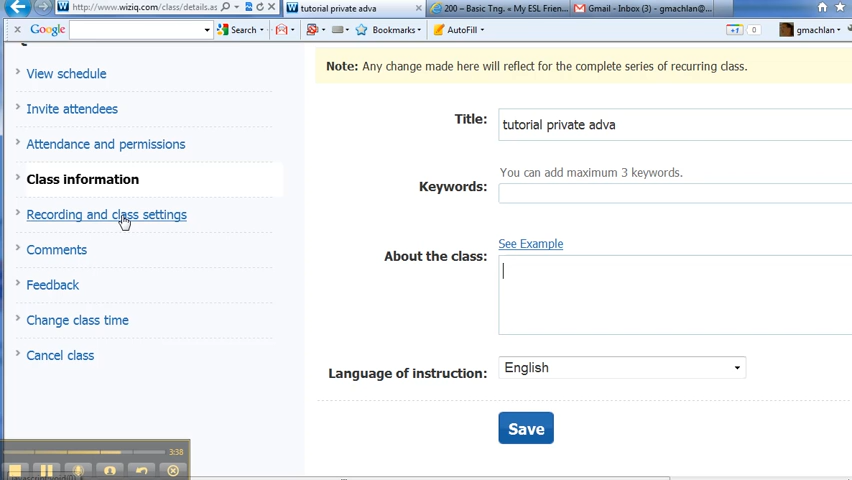 http://www.wiziq.com/class/details.as
tutorial private adva
200 – Basic Tng. « My ESL Frien...
Gmail - Inbox (3) - gmachlan@...
Google
Search
Bookmarks
AutoFill
+1
0
gmachlan
View schedule
Invite attendees
Attendance and permissions
Class information
Recording and class settings
Comments
Feedback
Change class time
Cancel class
Note: Any change made here will reflect for the complete series of recurring class.
Title:
tutorial private adva
You can add maximum 3 keywords.
Keywords:
See Example
About the class:
Language of instruction:
English
Save
3:38